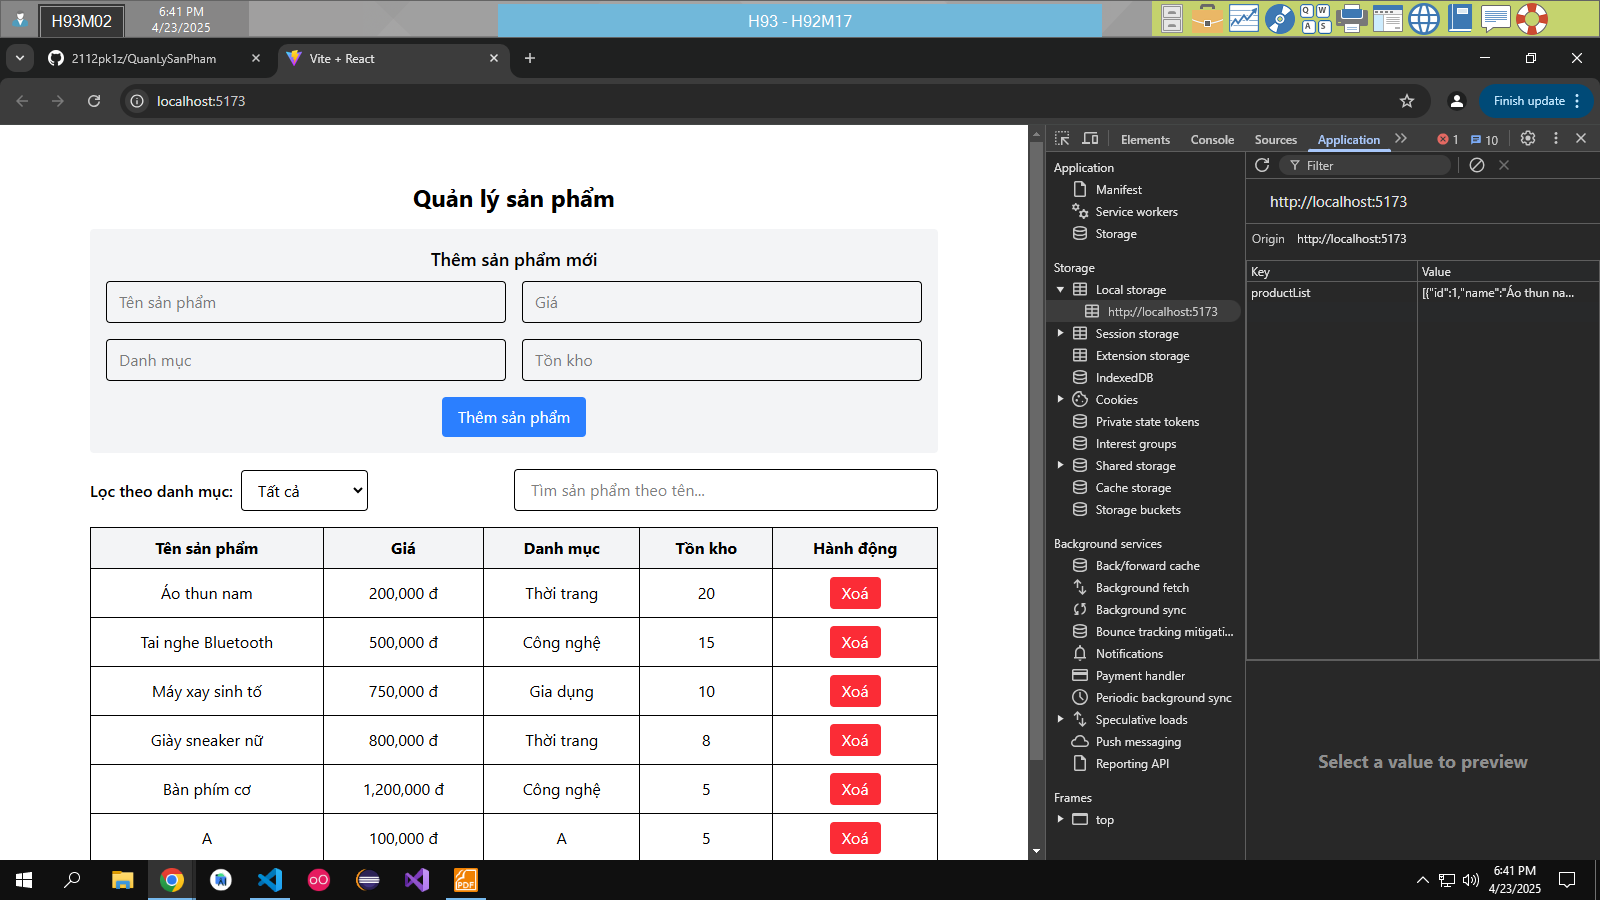 H93M02
6:41 PM
4/23/2025
H93 - H92M17
Q W
A S
2112pk1z/QuanLySanPham
Vite + React
localhost:5173
Finish update
Quản lý sản phẩm
Thêm sản phẩm mới
Tên sản phẩm
Giá
Danh mục
Tồn kho
Thêm sản phẩm
Lọc theo danh mục:
Tất cả
Tìm sản phẩm theo tên...
Tên sản phẩm Giá Danh mục Tồn kho Hành động
Áo thun nam 200,000 đ Thời trang 20 Xoá
Tai nghe Bluetooth 500,000 đ Công nghệ 15 Xoá
Máy xay sinh tố 750,000 đ Gia dụng 10 Xoá
Giày sneaker nữ 800,000 đ Thời trang 8 Xoá
Bàn phím cơ 1,200,000 đ Công nghệ 5 Xoá
A 100,000 đ A 5 Xoá
Elements Console Sources Application 1 10
Application
Manifest
Service workers
Storage
Storage
Local storage
http://localhost:5173
Session storage
Extension storage
IndexedDB
Cookies
Private state tokens
Interest groups
Shared storage
Cache storage
Storage buckets
Background services
Back/forward cache
Background fetch
Background sync
Bounce tracking mitigati...
Notifications
Payment handler
Periodic background sync
Speculative loads
Push messaging
Reporting API
Frames
top
Filter
http://localhost:5173
Origin http://localhost:5173
Key Value
productList [{"id":1,"name":"Áo thun na...
Select a value to preview
PDF
6:41 PM
4/23/2025